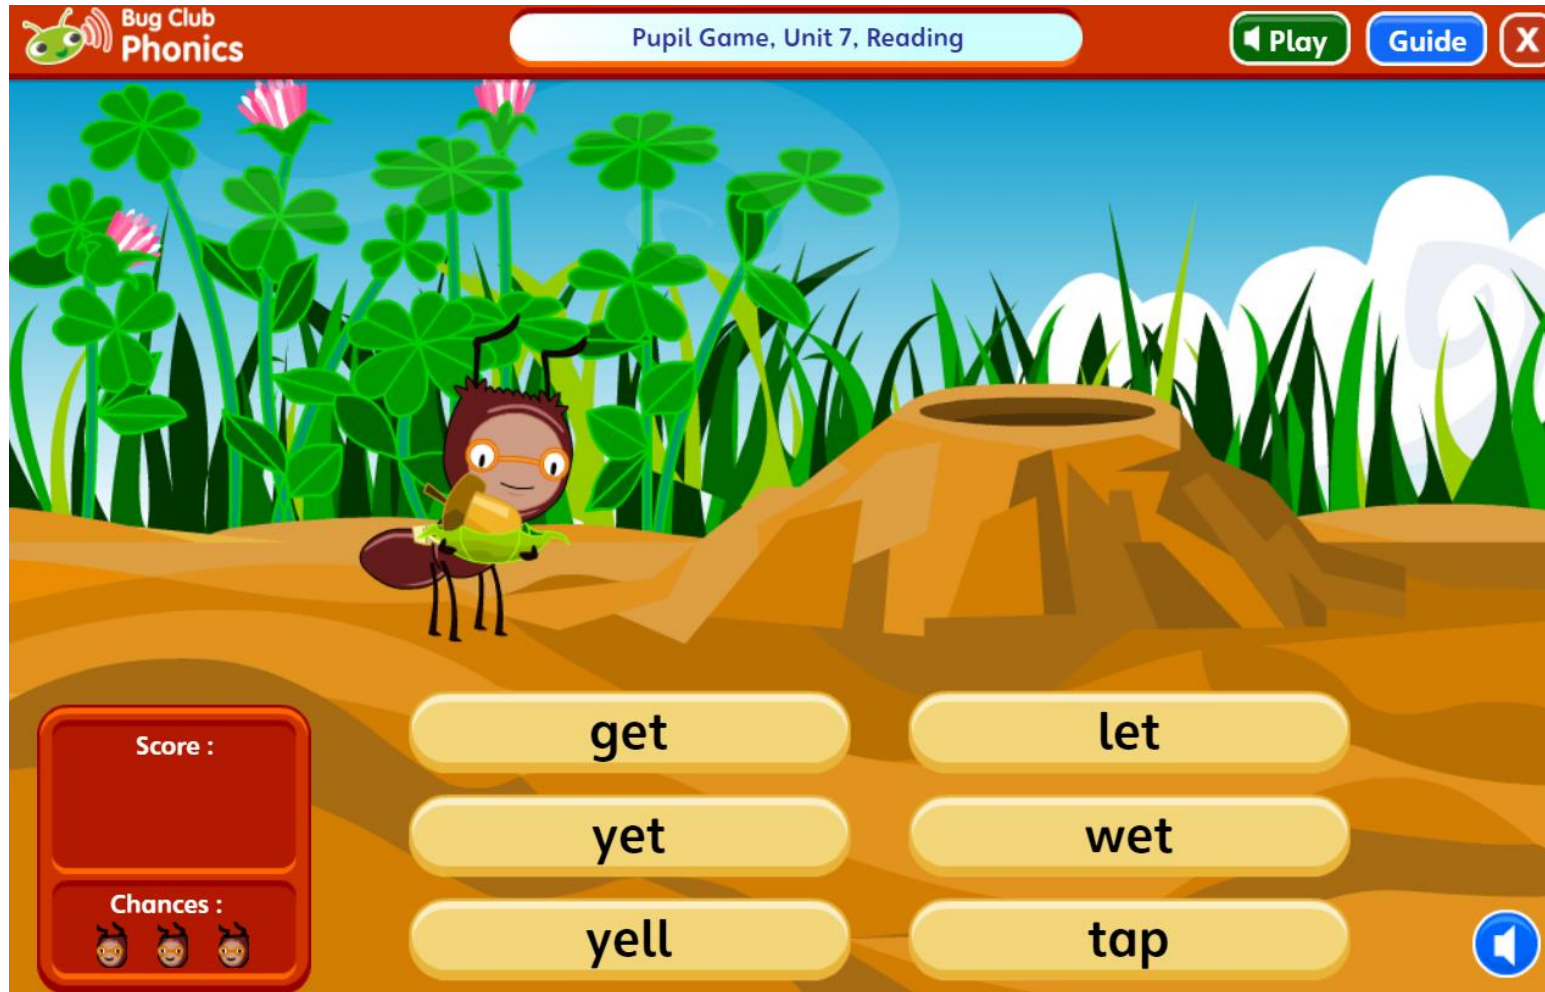 Bug Club
Phonics
Pupil Game, Unit 7, Reading
Play
Guide
X
get
let
yet
wet
yell
tap
Score :
Chances :